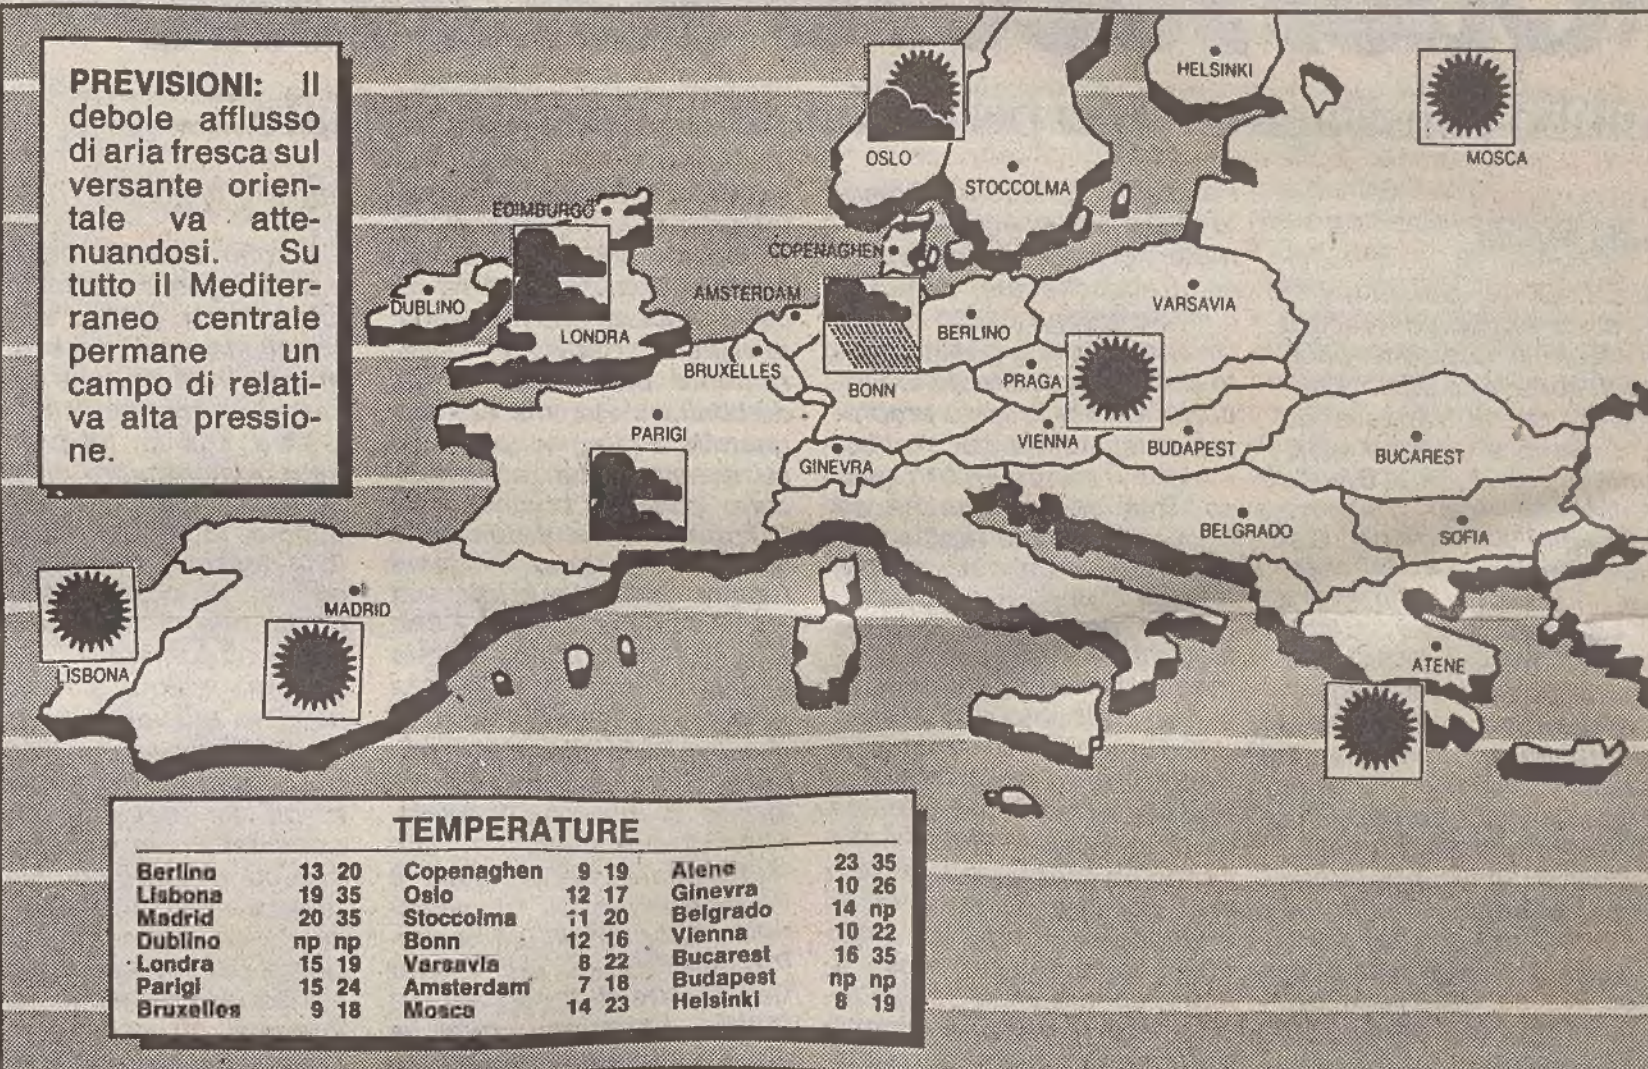 PREVISIONI: Il
debole afflusso
di aria fresca sul
versante orien-
tale va atte-
nuandosi. Su
tutto il Mediter-
raneo centrale
permane un
campo di relati-
va alta pressio-
ne.
HELSINKI
OSLO
MOSCA
STOCCOLMA
EDIMBURGO
COPENAGHEN
AMSTERDAM
DUBLINO
VARSAVIA
LONDRA
BERLINO
BRUXELLES
BONN
PRAGA
PARIGI
VIENNA
BUDAPEST
GINEVRA
BUCAREST
BELGRADO
SOFIA
MADRID
LISBONA
ATENE
TEMPERATURE
Berlino 13 20 Copenaghen 9 19 Atene 23 35
Lisbona 19 35 Oslo 12 17 Ginevra 10 26
Madrid 20 35 Stoccolma 11 20 Belgrado 14 np
Dublino np np Bonn 12 16 Vienna 10 22
Londra 15 19 Varsavia 8 22 Bucarest 16 35
Parigi 15 24 Amsterdam 7 18 Budapest np np
Bruxelles 9 18 Mosca 14 23 Helsinki 8 19